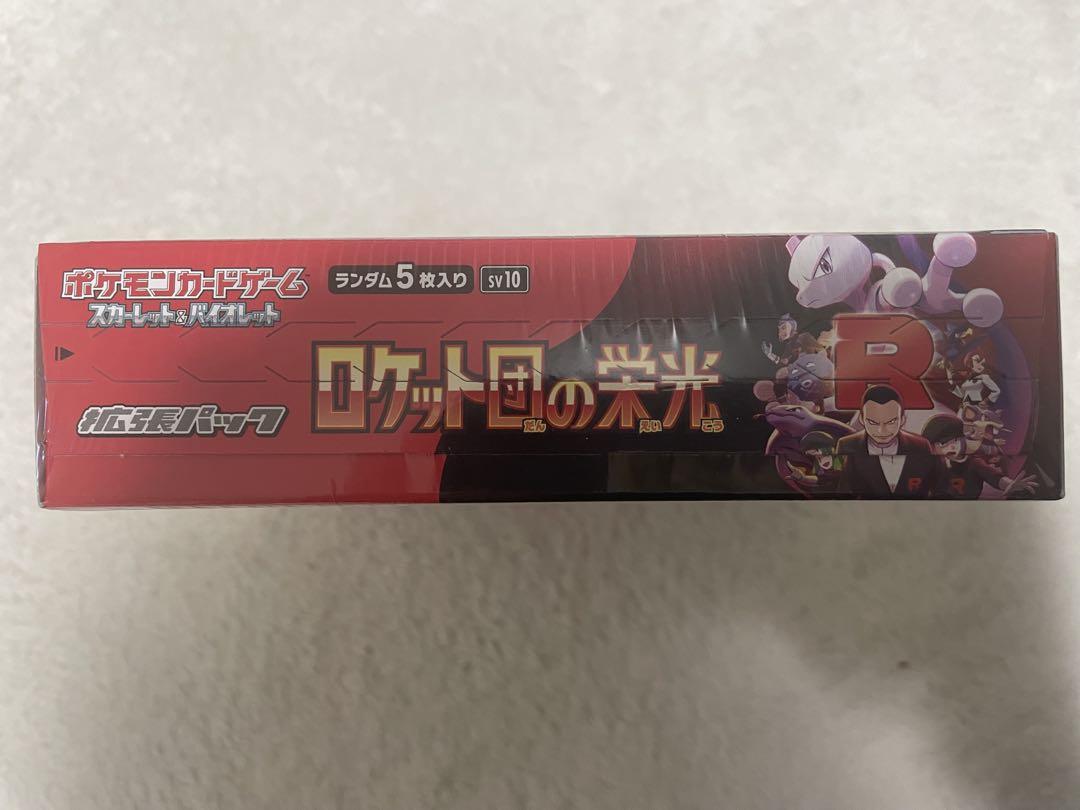 ポケモンカードゲーム™
スカーレット&バイオレット
ランダム5枚入り
SV10
拡張パック
ロケット団の栄光
だん えい こう
R
R R